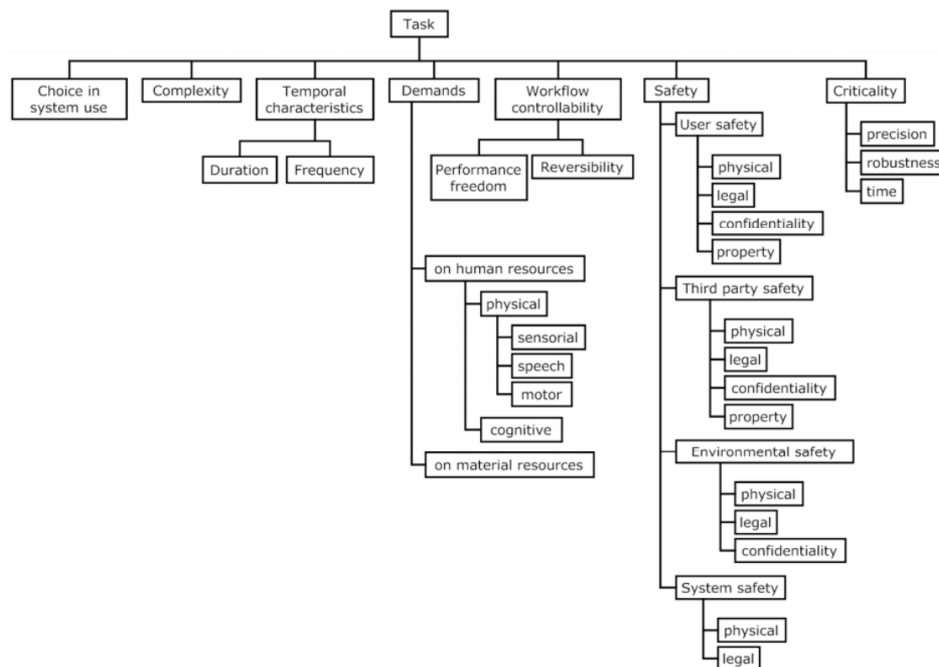 Task
Choice in
system use
Complexity
Temporal
characteristics
Duration
Frequency
Demands
on human resources
physical
sensorial
speech
motor
cognitive
on material resources
Workflow
controllability
Performance
freedom
Reversibility
Safety
User safety
physical
legal
confidentiality
property
Third party safety
physical
legal
confidentiality
property
Environmental safety
physical
legal
confidentiality
System safety
physical
legal
Criticality
precision
robustness
time